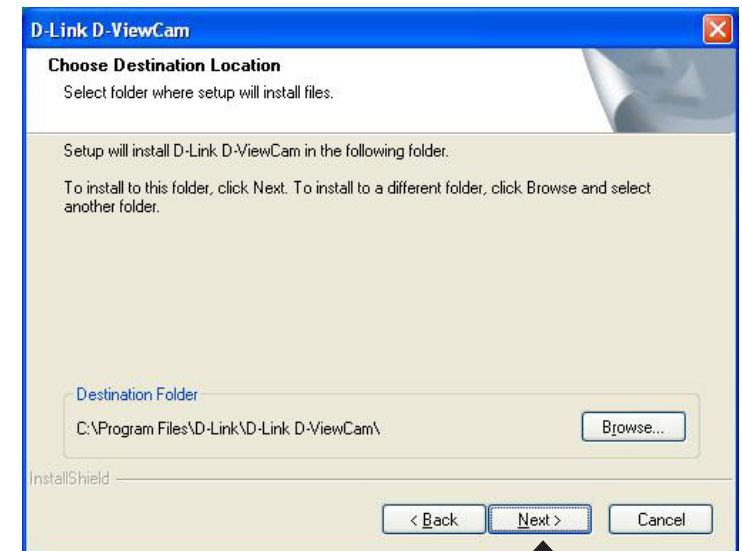 D-Link D-ViewCam
Choose Destination Location
Select folder where setup will install files.
Setup will install D-Link D-ViewCam in the following folder.
To install to this folder, click Next. To install to a different folder, click Browse and select
another folder.
Destination Folder
C:\Program Files\D-Link\D-Link D-ViewCam\
Browse...
InstallShield
< Back
Next >
Cancel